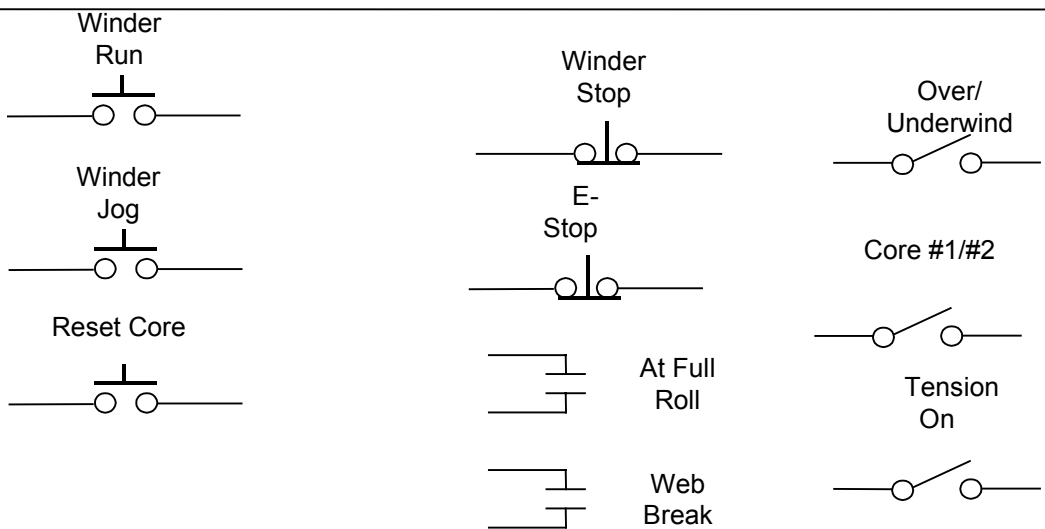 Winder
Run
Winder
Jog
Reset Core
Winder
Stop
E-
Stop
At Full
Roll
Web
Break
Over/
Underwind
Core #1/#2
Tension
On